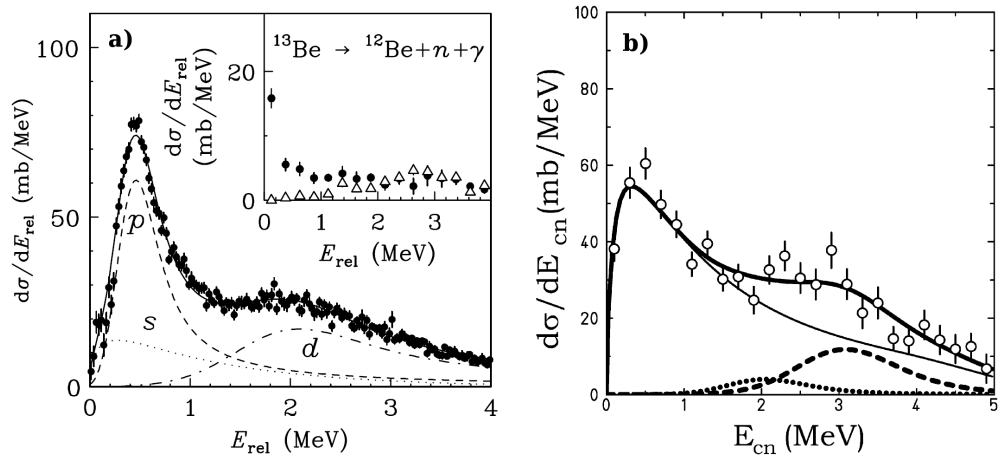 a)
100
50
0
dσ/dE_rel (mb/MeV)
0 1 2 3 4
E_rel (MeV)
p
s
d
¹³Be → ¹²Be+n+γ
20
0
dσ/dE_rel
(mb/MeV)
0 1 2 3
E_rel (MeV)
b)
100
80
60
40
20
0
dσ/dE_cn (mb/MeV)
0 1 2 3 4 5
E_cn (MeV)